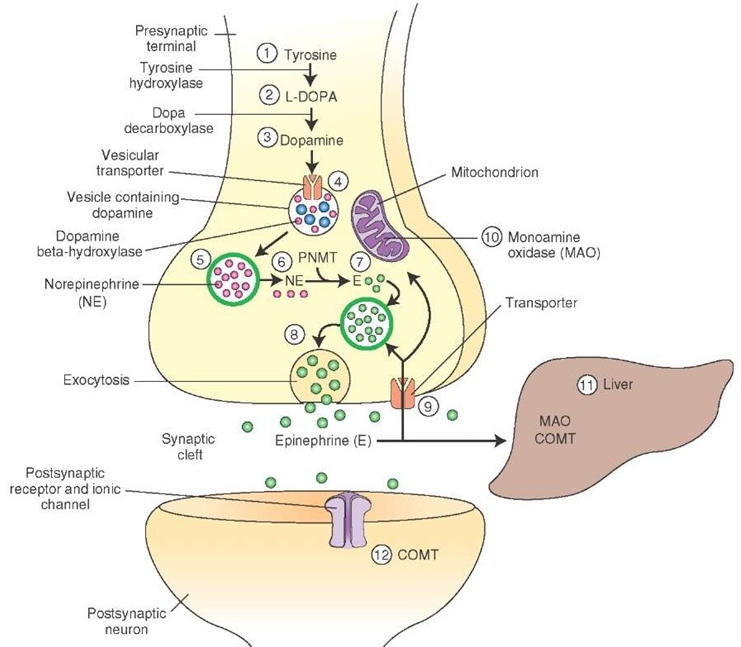 Presynaptic
terminal
1 Tyrosine
Tyrosine
hydroxylase
2 L-DOPA
Dopa
decarboxylase
3 Dopamine
Vesicular
transporter
4
Mitochondrion
Vesicle containing
dopamine
Dopamine
beta-hydroxylase
10 Monoamine
oxidase (MAO)
5
6
PNMT
7
Norepinephrine
(NE)
NE
E
Transporter
8
Exocytosis
9
11 Liver
MAO
COMT
Synaptic
cleft
Epinephrine (E)
Postsynaptic
receptor and ionic
channel
12 COMT
Postsynaptic
neuron